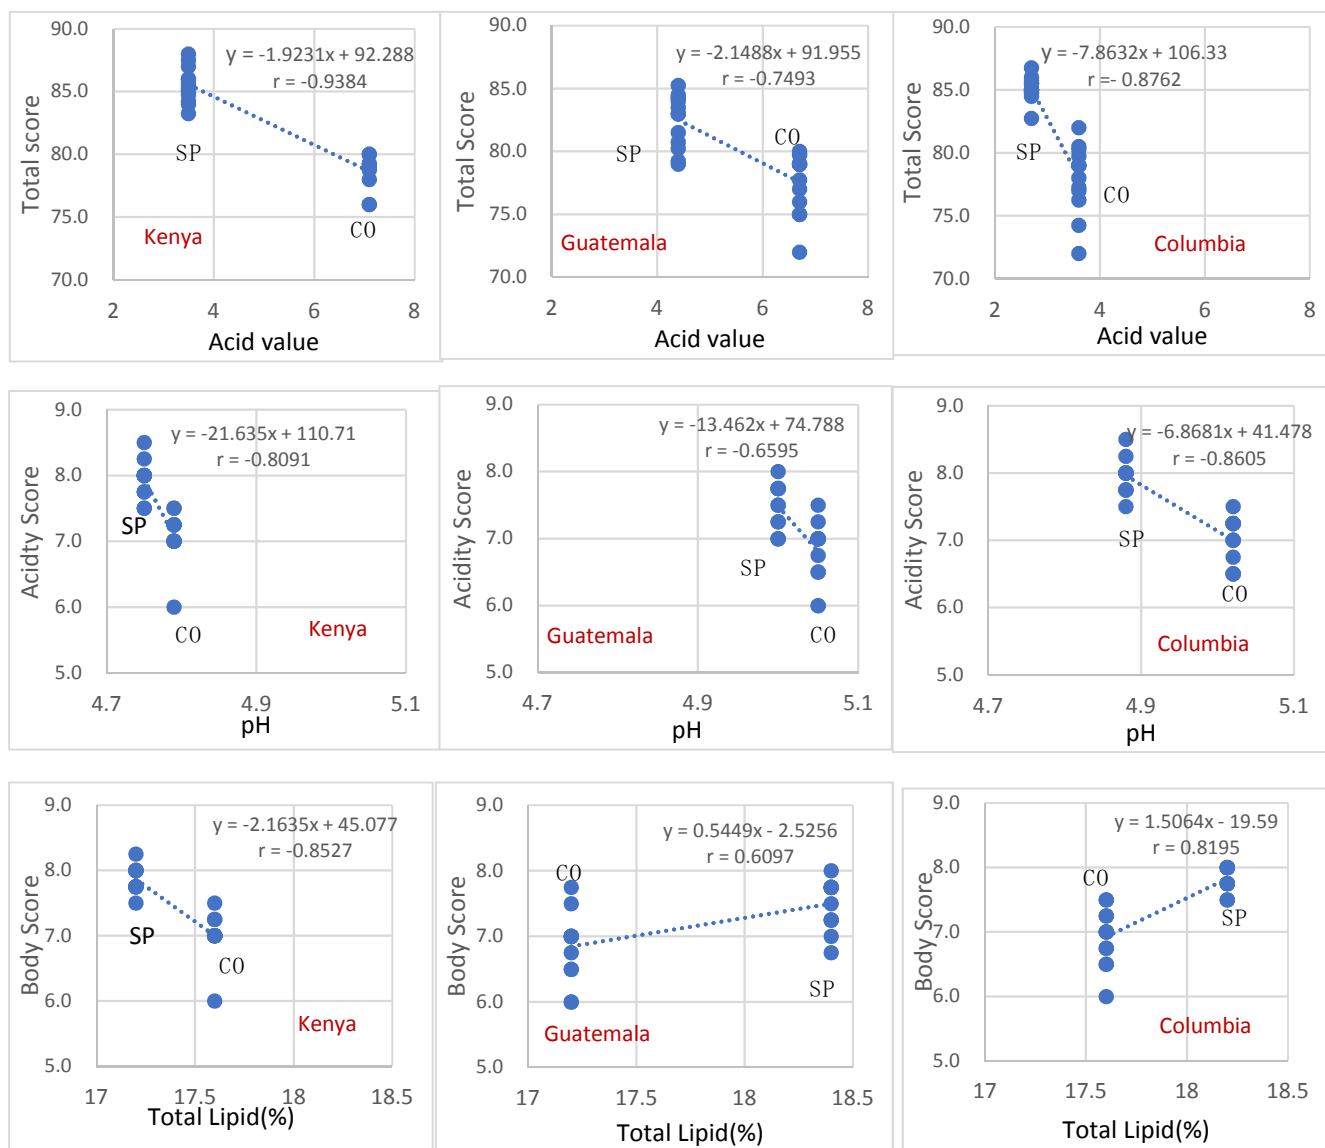 90.0
85.0
80.0
75.0
70.0
Total score
y = -1.9231x + 92.288
r = -0.9384
SP
CO
Kenya
2 4 6 8
Acid value
90.0
85.0
80.0
75.0
70.0
Total Score
y = -2.1488x + 91.955
r = -0.7493
SP
CO
Guatemala
2 4 6 8
Acid value
90.0
85.0
80.0
75.0
70.0
Total Score
y = -7.8632x + 106.33
r =- 0.8762
SP
CO
Columbia
2 4 6 8
Acid value
9.0
8.0
7.0
6.0
5.0
Acidty Score
y = -21.635x + 110.71
r = -0.8091
SP
CO
Kenya
4.7 4.9 5.1
pH
9.0
8.0
7.0
6.0
5.0
Acidity Score
y = -13.462x + 74.788
r = -0.6595
SP
CO
Guatemala
4.7 4.9 5.1
pH
9.0
8.0
7.0
6.0
5.0
Acidity Score
y = -6.8681x + 41.478
r = -0.8605
SP
CO
Columbia
4.7 4.9 5.1
pH
9.0
8.0
7.0
6.0
5.0
Body Score
y = -2.1635x + 45.077
r = -0.8527
SP
CO
Kenya
17 17.5 18 18.5
Total Lipid(%)
9.0
8.0
7.0
6.0
5.0
Body Score
y = 0.5449x - 2.5256
r = 0.6097
CO
SP
Guatemala
17 17.5 18 18.5
Total Lipid(%)
9.0
8.0
7.0
6.0
5.0
Body Score
y = 1.5064x - 19.59
r = 0.8195
CO
SP
Columbia
17 17.5 18 18.5
Total Lipid(%)